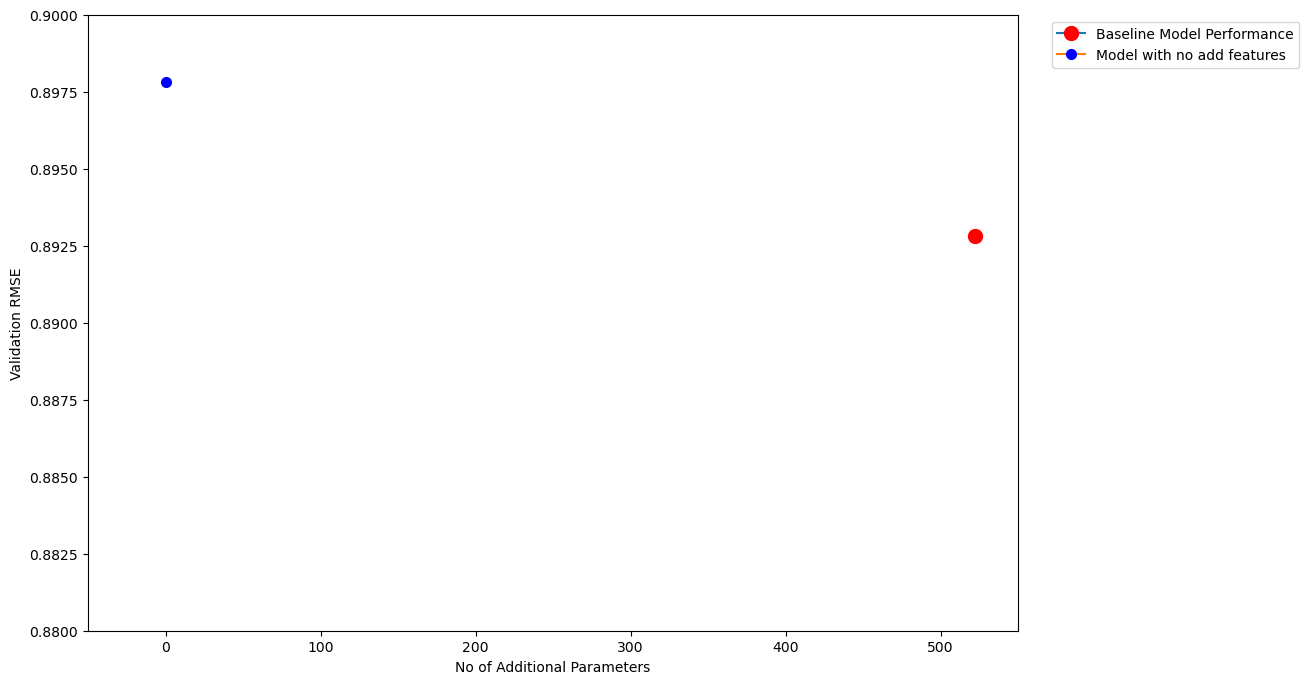 0.9000
0.8975
0.8950
0.8925
0.8900
0.8875
0.8850
0.8825
0.8800
Validation RMSE
0 100 200 300 400 500
No of Additional Parameters
Baseline Model Performance
Model with no add features